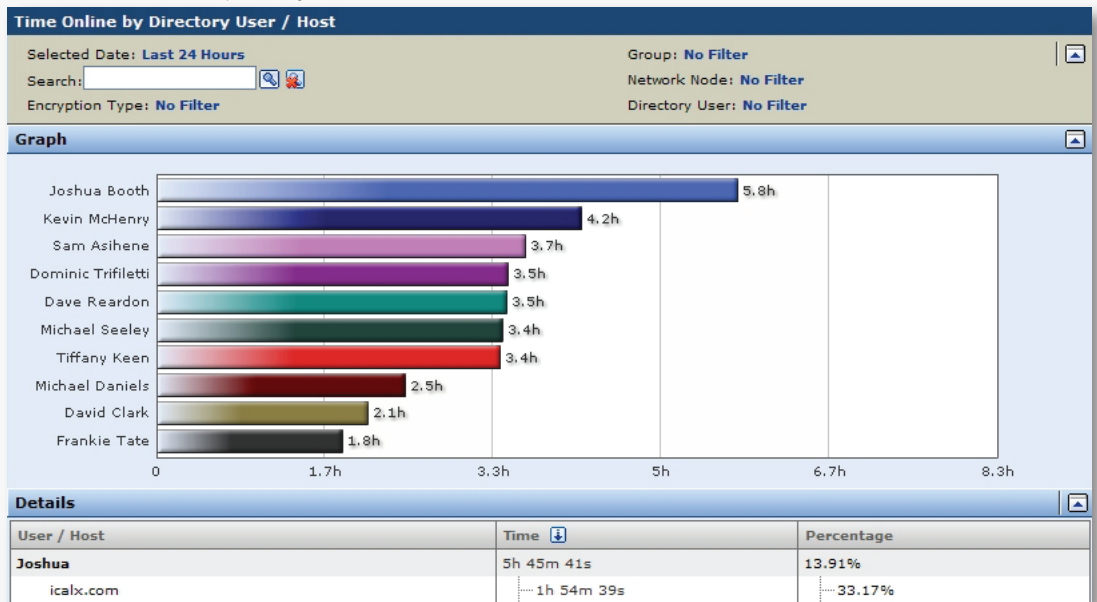 Time Online by Directory User / Host
Selected Date: Last 24 Hours
Group: No Filter
Search:
Network Node: No Filter
Encryption Type: No Filter
Directory User: No Filter
Graph
Joshua Booth 5.8h
Kevin McHenry 4.2h
Sam Asihene 3.7h
Dominic Trifiletti 3.5h
Dave Reardon 3.5h
Michael Seeley 3.4h
Tiffany Keen 3.4h
Michael Daniels 2.5h
David Clark 2.1h
Frankie Tate 1.8h
0 1.7h 3.3h 5h 6.7h 8.3h
Details
User / Host Time Percentage
Joshua 5h 45m 41s 13.91%
icalx.com 1h 54m 39s 33.17%